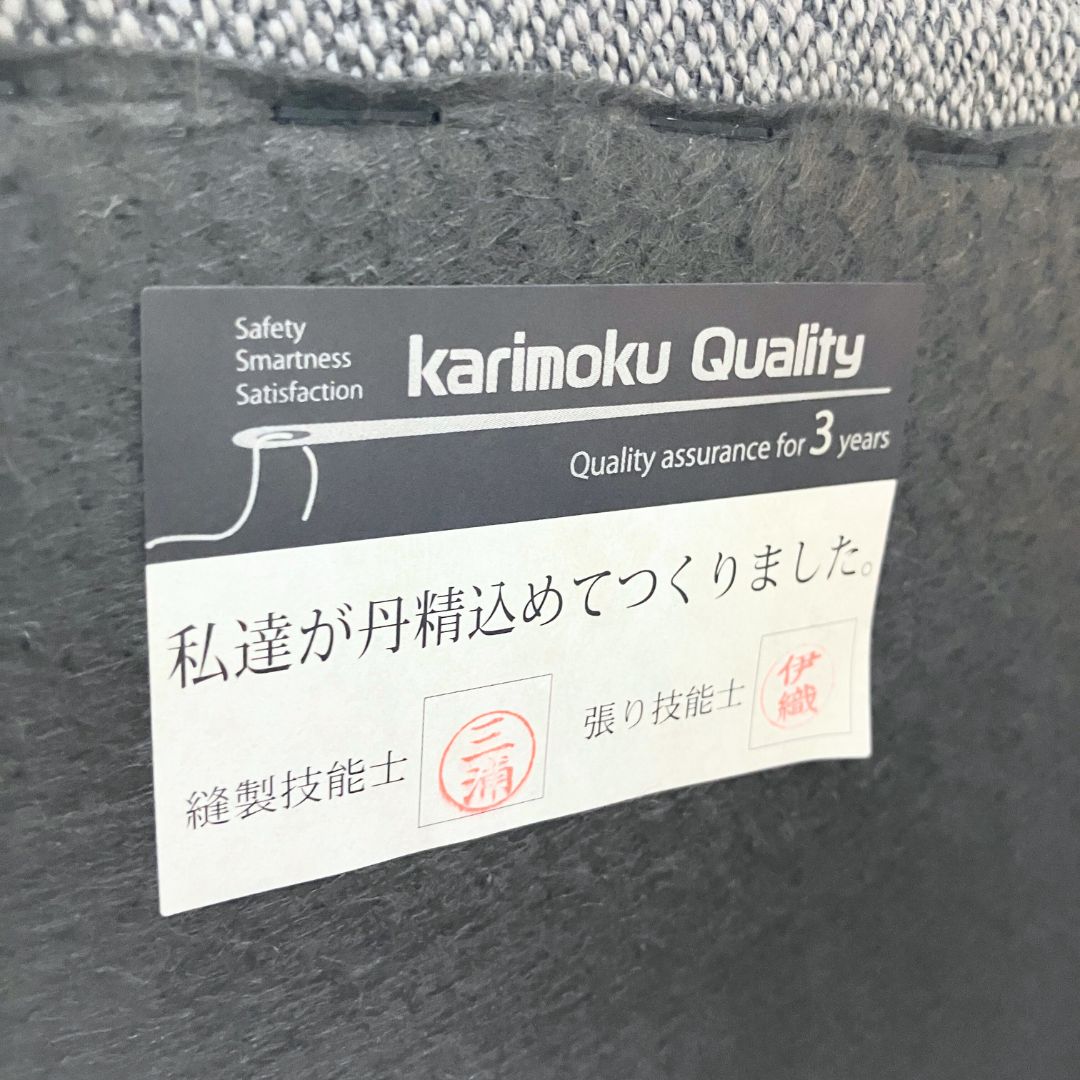 Safety
Smartness
Satisfaction
karimoku Quality
Quality assurance for 3 years
私達が丹精込めてつくりました。
縫製技能士
三浦
張り技能士
伊織